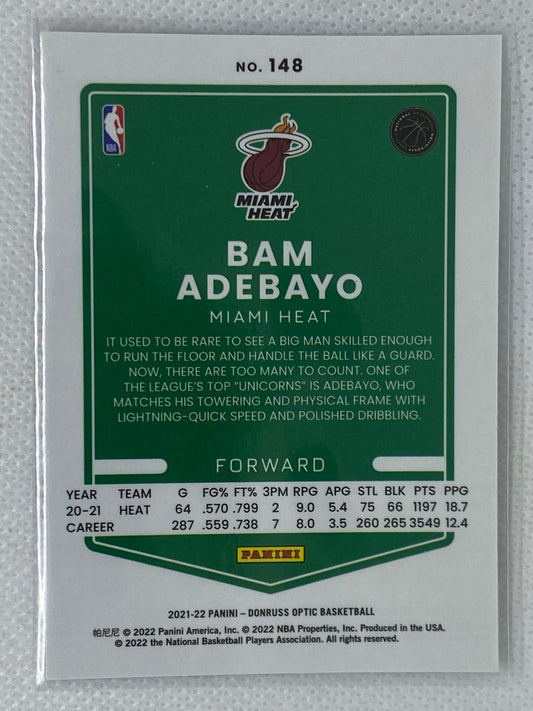 NO. 148
NBA
MIAMI
HEAT
BAM
ADEBAYO
MIAMI HEAT
IT USED TO BE RARE TO SEE A BIG MAN SKILLED ENOUGH
TO RUN THE FLOOR AND HANDLE THE BALL LIKE A GUARD.
NOW, THERE ARE TOO MANY TO COUNT. ONE OF
THE LEAGUE'S TOP "UNICORNS" IS ADEBAYO, WHO
MATCHES HIS TOWERING AND PHYSICAL FRAME WITH
LIGHTNING-QUICK SPEED AND POLISHED DRIBBLING.
FORWARD
YEAR TEAM G FG% FT% 3PM RPG APG STL BLK PTS PPG
20-21 HEAT 64 .570 .799 2 9.0 5.4 75 66 1197 18.7
CAREER 287 .559 .738 7 8.0 3.5 260 265 3549 12.4
PANINI
2021-22 PANINI – DONRUSS OPTIC BASKETBALL
帕尼尼 © 2022 Panini America, Inc. © 2022 NBA Properties, Inc. Produced in the USA.
© 2022 the National Basketball Players Association. All rights reserved.